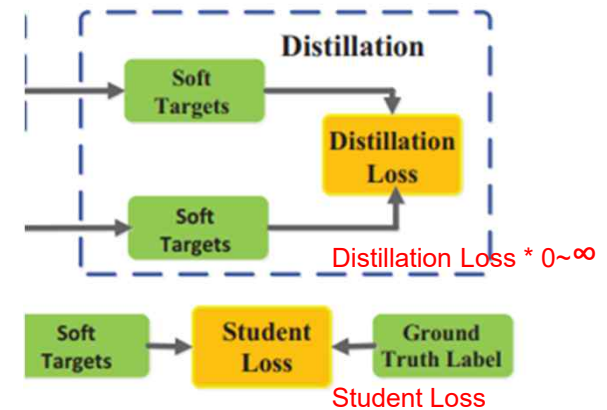 Distillation
Soft
Targets
Distillation
Loss
Soft
Targets
Distillation Loss * 0~∞
Soft
Targets
Student
Loss
Ground
Truth Label
Student Loss